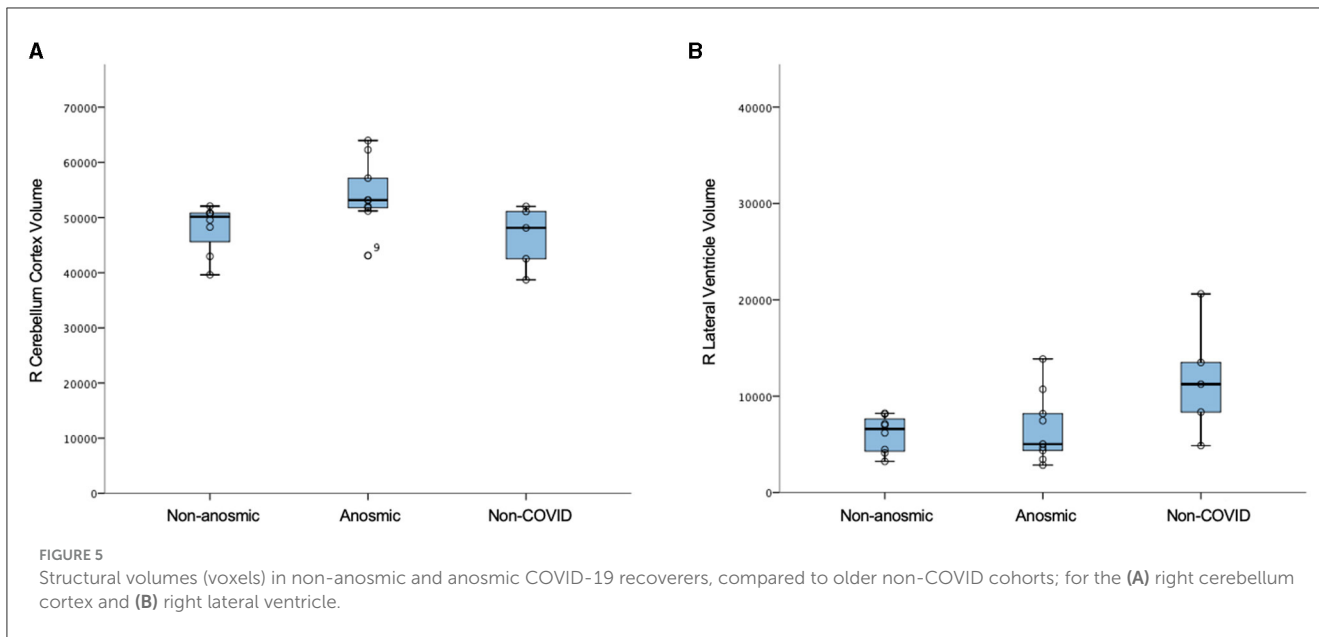 A
R Cerebellum Cortex Volume
70000
60000
50000
40000
30000
20000
10000
0
9
Non-anosmic Anosmic Non-COVID
B
R Lateral Ventricle Volume
40000
30000
20000
10000
0
Non-anosmic Anosmic Non-COVID
FIGURE 5
Structural volumes (voxels) in non-anosmic and anosmic COVID-19 recoverers, compared to older non-COVID cohorts; for the (A) right cerebellum
cortex and (B) right lateral ventricle.